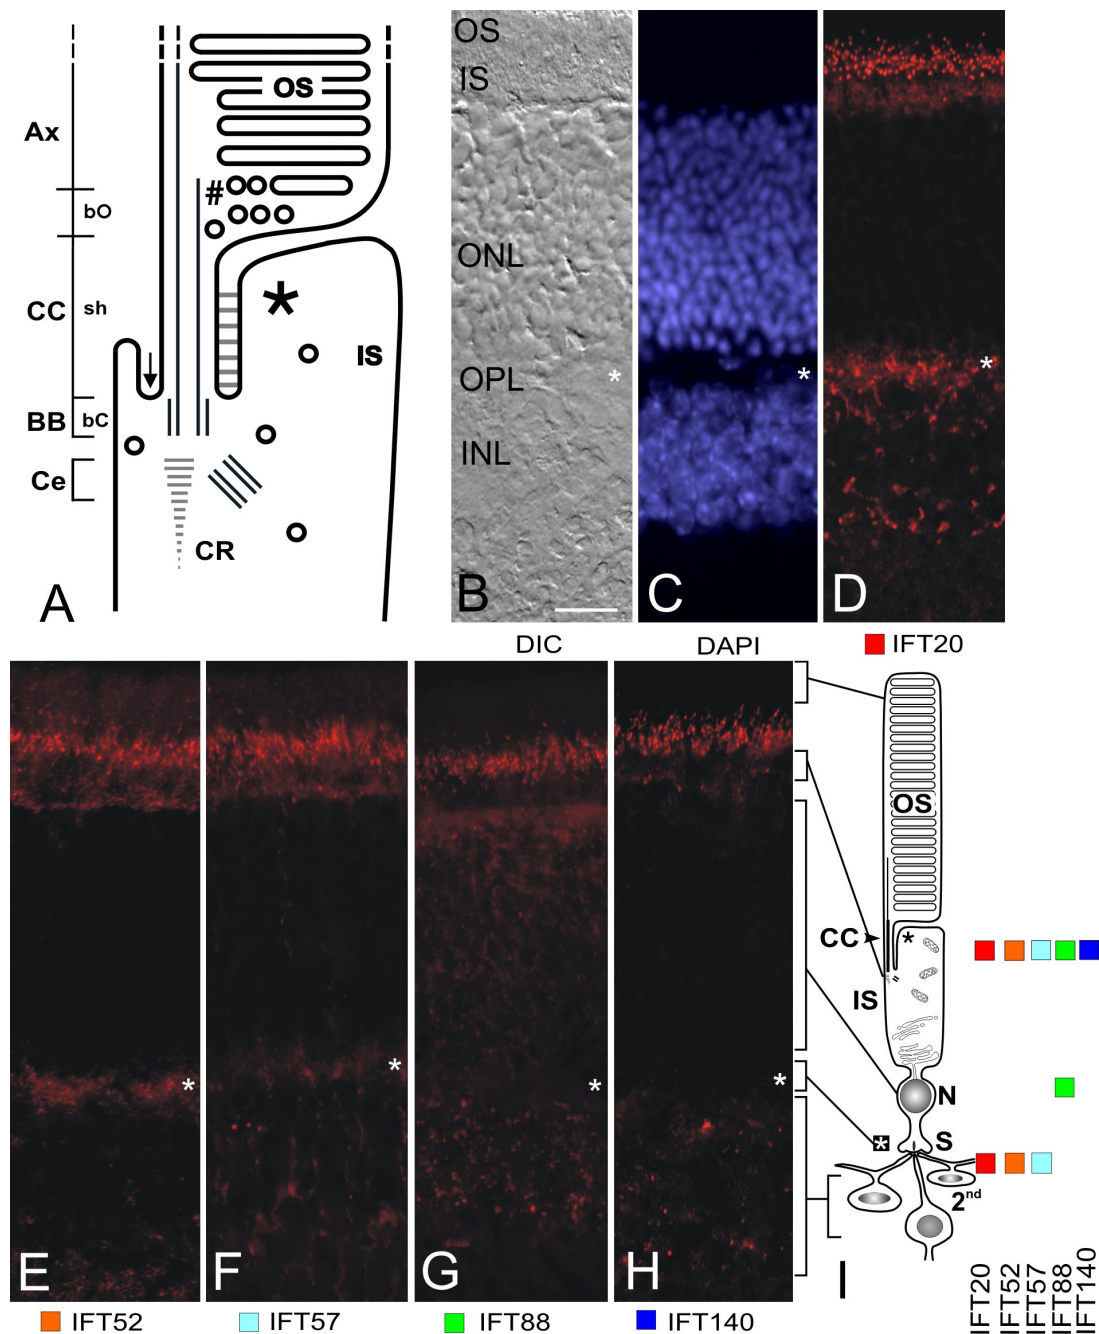 OS
Ax
#
bO
CC
sh
*
IS
BB
bC
Ce
CR
A
OS
IS
ONL
OPL
*
INL
B
C
*
D
*
DIC
DAPI
IFT20
E
*
F
*
G
*
H
*
OS
CC
*
IS
N
*
S
2nd
IFT20
IFT52
IFT57
IFT88
IFT140
IFT52
IFT57
IFT88
IFT140